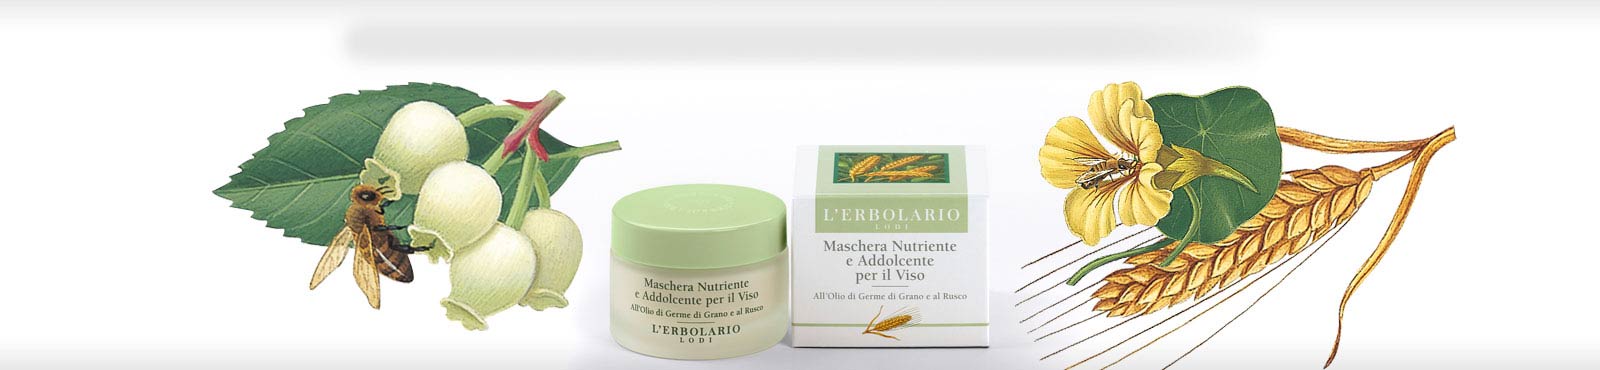 Maschera Nutriente
e Addolcente per il Viso
All'Olio di Germe di Grano e al Rusco
L'ERBOLARIO
LODI
L'ERBOLARIO
LODI
Maschera Nutriente
e Addolcente
per il Viso
All'Olio di Germe di Grano e al Rusco